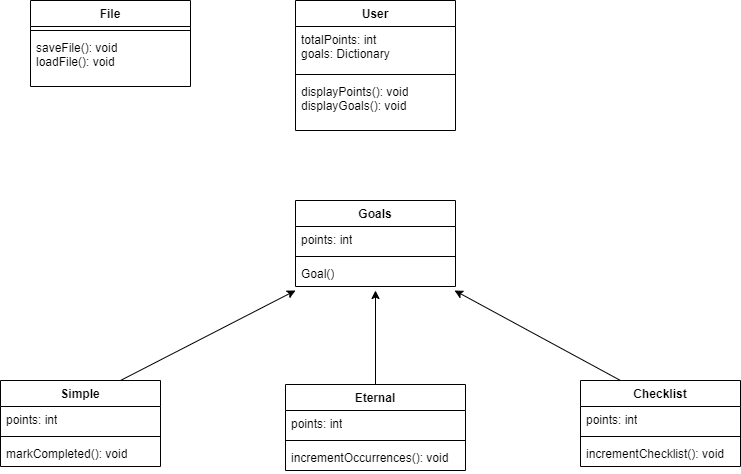 File
saveFile(): void
loadFile(): void
User
totalPoints: int
goals: Dictionary
displayPoints(): void
displayGoals(): void
Goals
points: int
Goal()
Simple
points: int
markCompleted(): void
Eternal
points: int
incrementOccurrences(): void
Checklist
points: int
incrementChecklist(): void